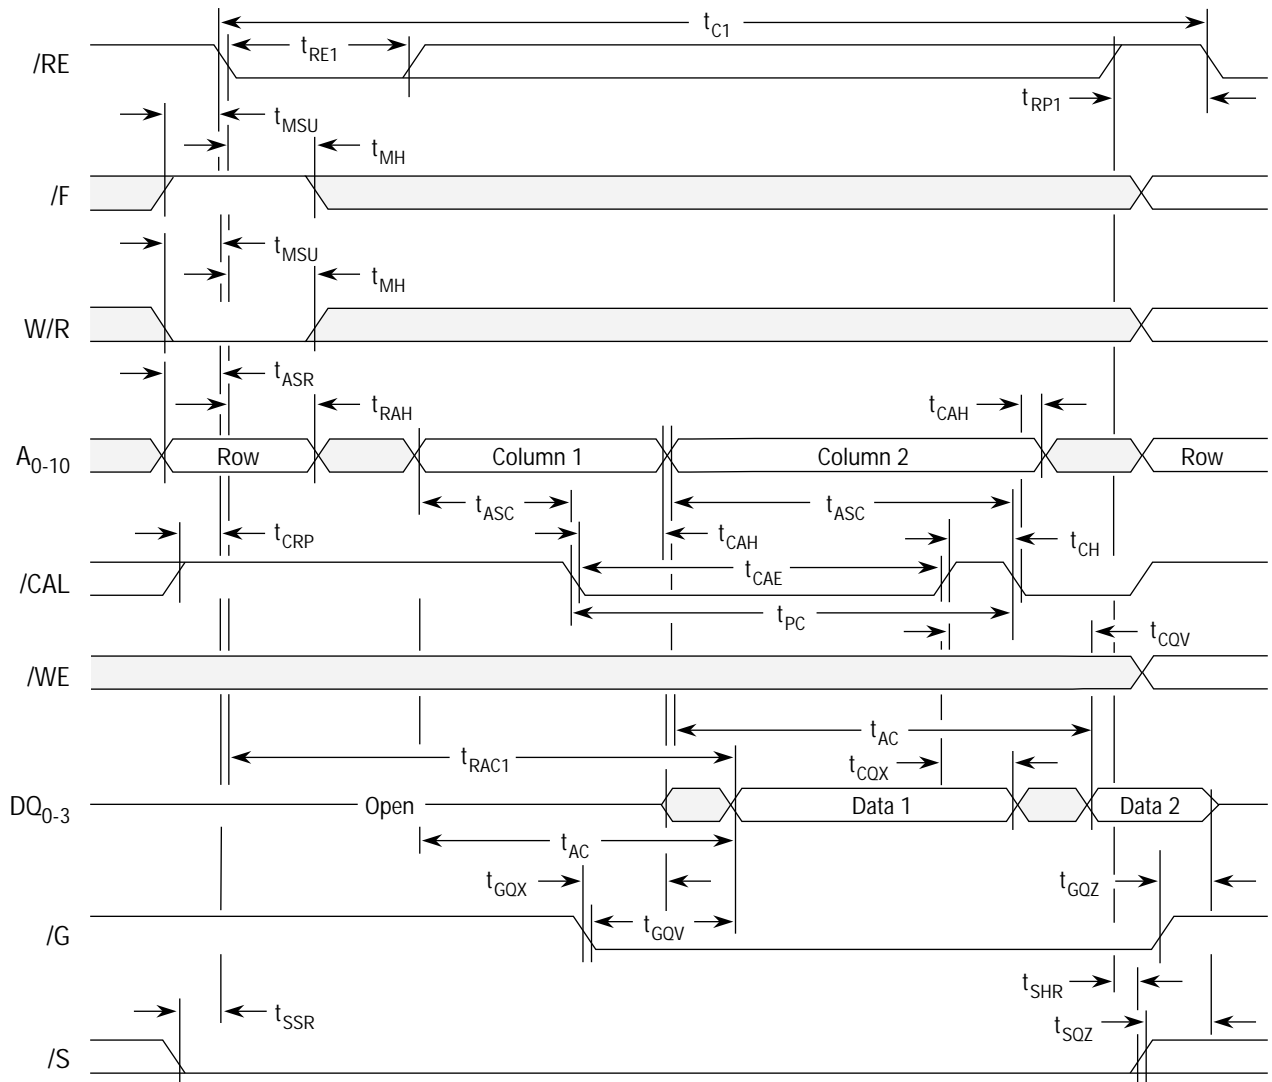 t_C1
t_RE1
/RE
t_RP1
t_MSU
t_MH
/F
t_MSU
t_MH
W/R
t_ASR
t_RAH
t_CAH
A_0-10 Row Column 1 Column 2 Row
t_ASC t_ASC
t_CRP t_CAH t_CH
/CAL t_CAE
t_PC
t_CQV
/WE
t_AC
t_RAC1 t_CQX
DQ_0-3 Open Data 1 Data 2
t_AC
t_GQX t_GQZ
/G t_GQV
t_SHR
t_SSR t_SQZ
/S